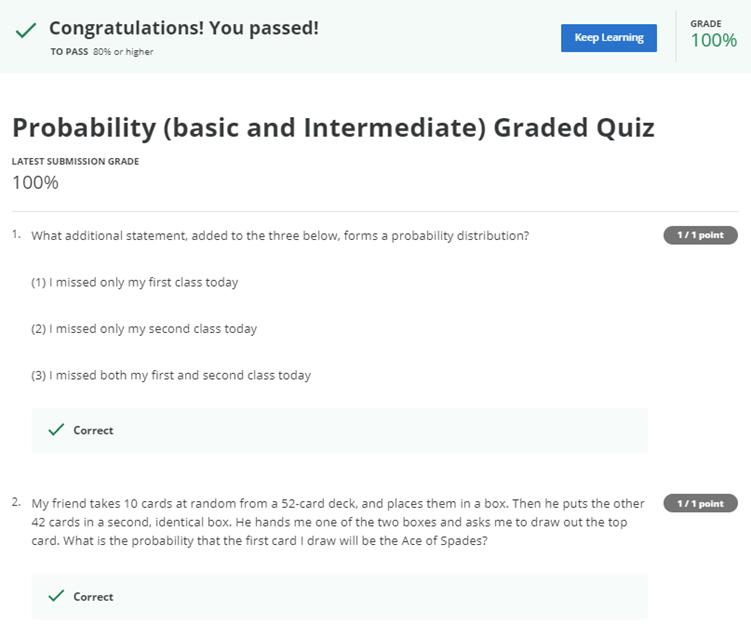 Congratulations! You passed!
TO PASS 80% or higher
Keep Learning
GRADE
100%
Probability (basic and Intermediate) Graded Quiz
LATEST SUBMISSION GRADE
100%
1. What additional statement, added to the three below, forms a probability distribution?
1 / 1 point
(1) I missed only my first class today
(2) I missed only my second class today
(3) I missed both my first and second class today
Correct
2. My friend takes 10 cards at random from a 52-card deck, and places them in a box. Then he puts the other
1 / 1 point
42 cards in a second, identical box. He hands me one of the two boxes and asks me to draw out the top
card. What is the probability that the first card I draw will be the Ace of Spades?
Correct